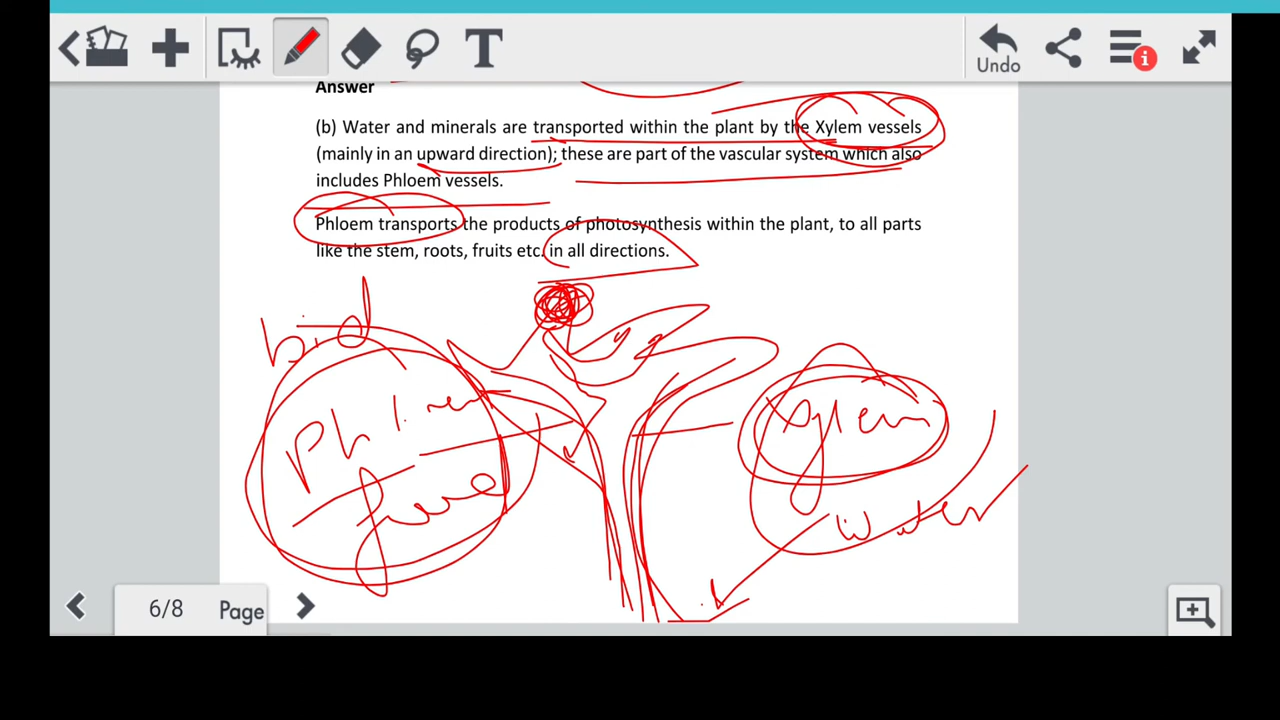 Undo
Answer
(b) Water and minerals are transported within the plant by the Xylem vessels
(mainly in an upward direction); these are part of the vascular system which also
includes Phloem vessels.
Phloem transports the products of photosynthesis within the plant, to all parts
like the stem, roots, fruits etc. in all directions.
bid
Phloem
Xylem
Water
6/8 Page